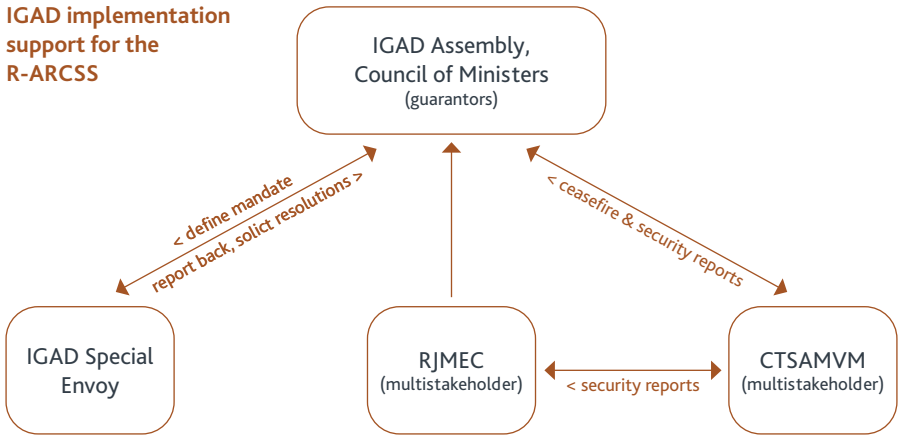 IGAD implementation
support for the
R-ARCSS
IGAD Assembly,
Council of Ministers
(guarantors)
< define mandate
report back, solict resolutions >
< ceasefire & security reports
IGAD Special
Envoy
RJMEC
(multistakeholder)
< security reports
CTSAMVM
(multistakeholder)